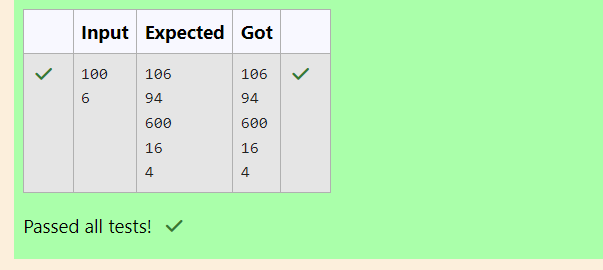 Input Expected Got
100 106 106
6 94 94
600 600
16 16
4 4
Passed all tests!